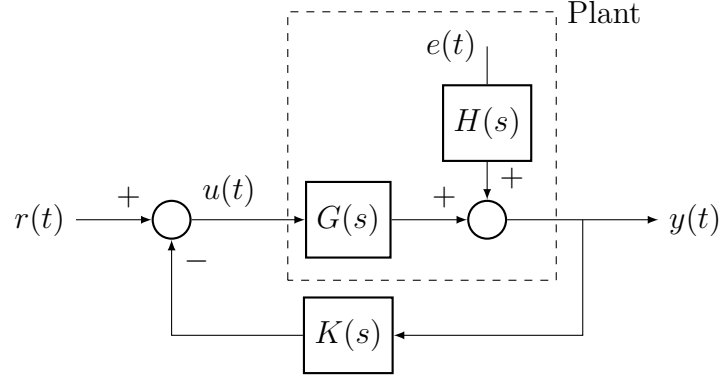 Plant
e(t)
H(s)
+
+
u(t)
+
r(t)
G(s)
y(t)
−
K(s)